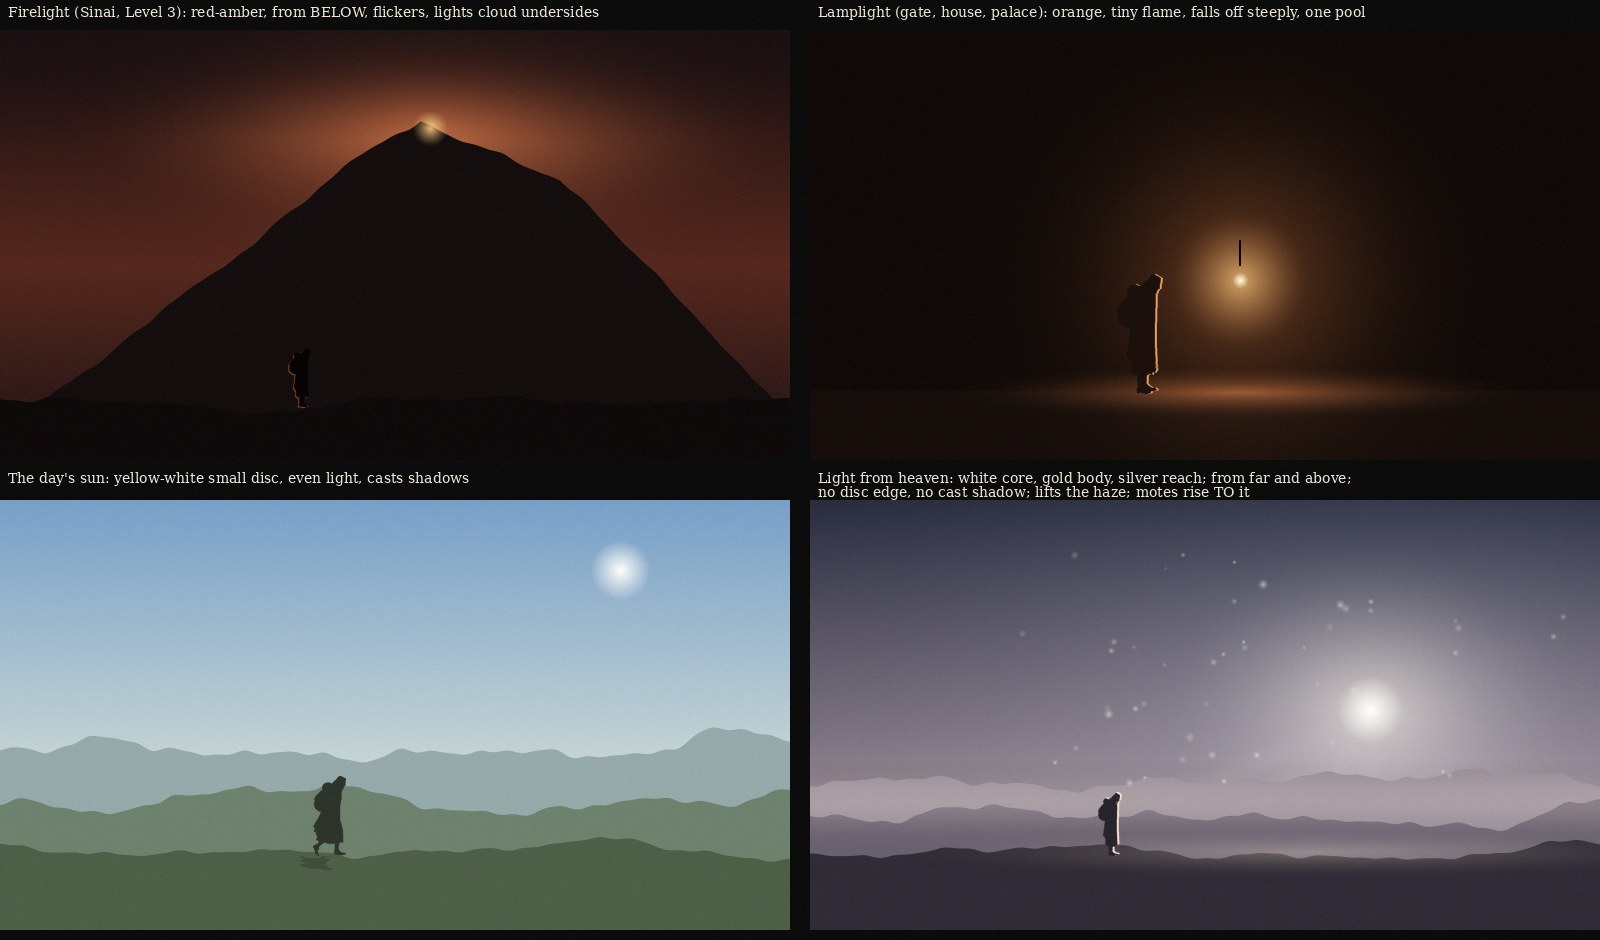 Firelight (Sinai, Level 3): red-amber, from BELOW, flickers, lights cloud undersides
Lamplight (gate, house, palace): orange, tiny flame, falls off steeply, one pool
The day's sun: yellow-white small disc, even light, casts shadows
Light from heaven: white core, gold body, silver reach; from far and above;
no disc edge, no cast shadow; lifts the haze; motes rise TO it